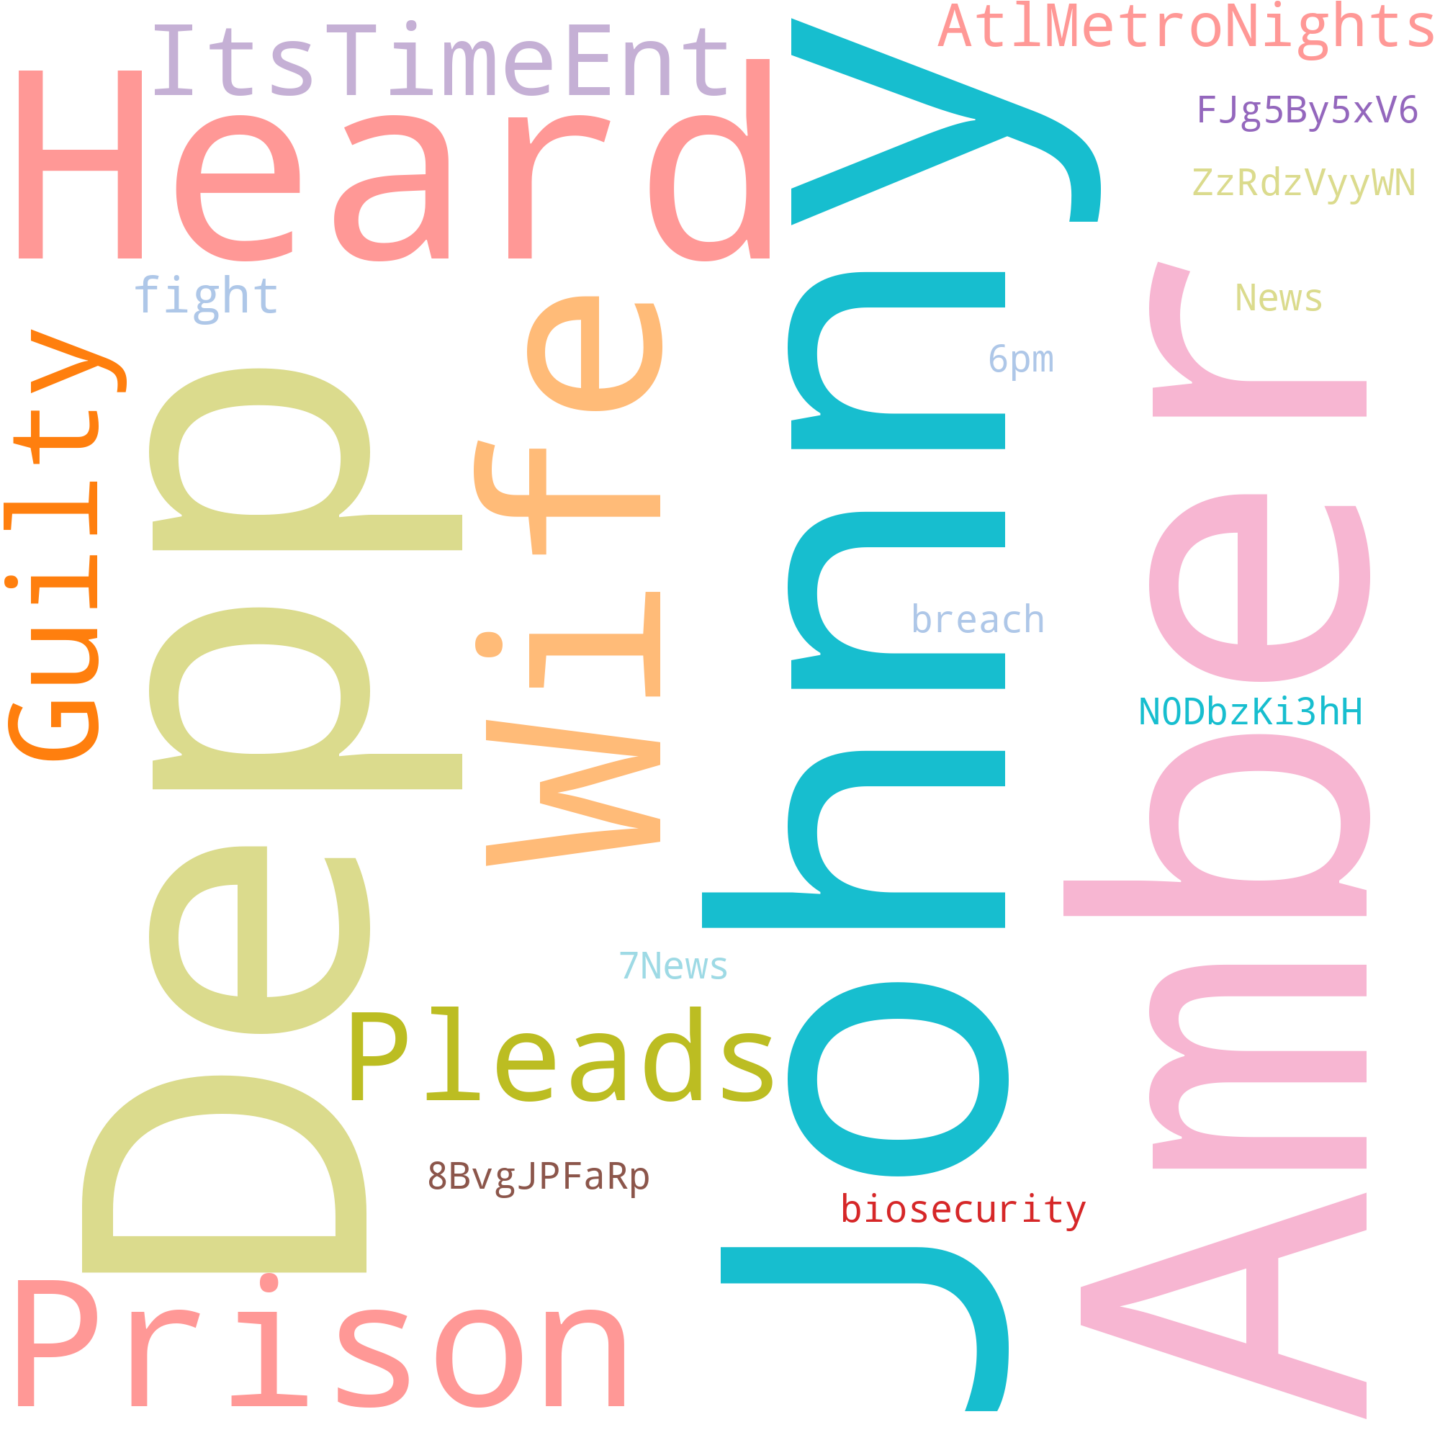 ItsTimeEnt
AtlMetroNights
Heard
FJg5By5xV6
ZzRdzVyyWN
fight
News
Guilty
Depp
Wife
Johnny
6pm
Amber
breach
NODbzKi3hH
7News
Pleads
8BvgJPFaRp
biosecurity
Prison